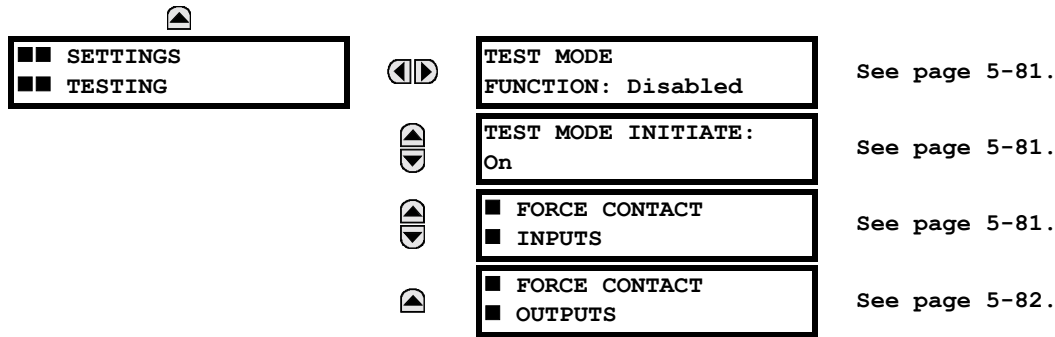 ■■ SETTINGS
■■ TESTING
TEST MODE
FUNCTION: Disabled
See page 5-81.
TEST MODE INITIATE:
On
See page 5-81.
■ FORCE CONTACT
■ INPUTS
See page 5-81.
■ FORCE CONTACT
■ OUTPUTS
See page 5-82.